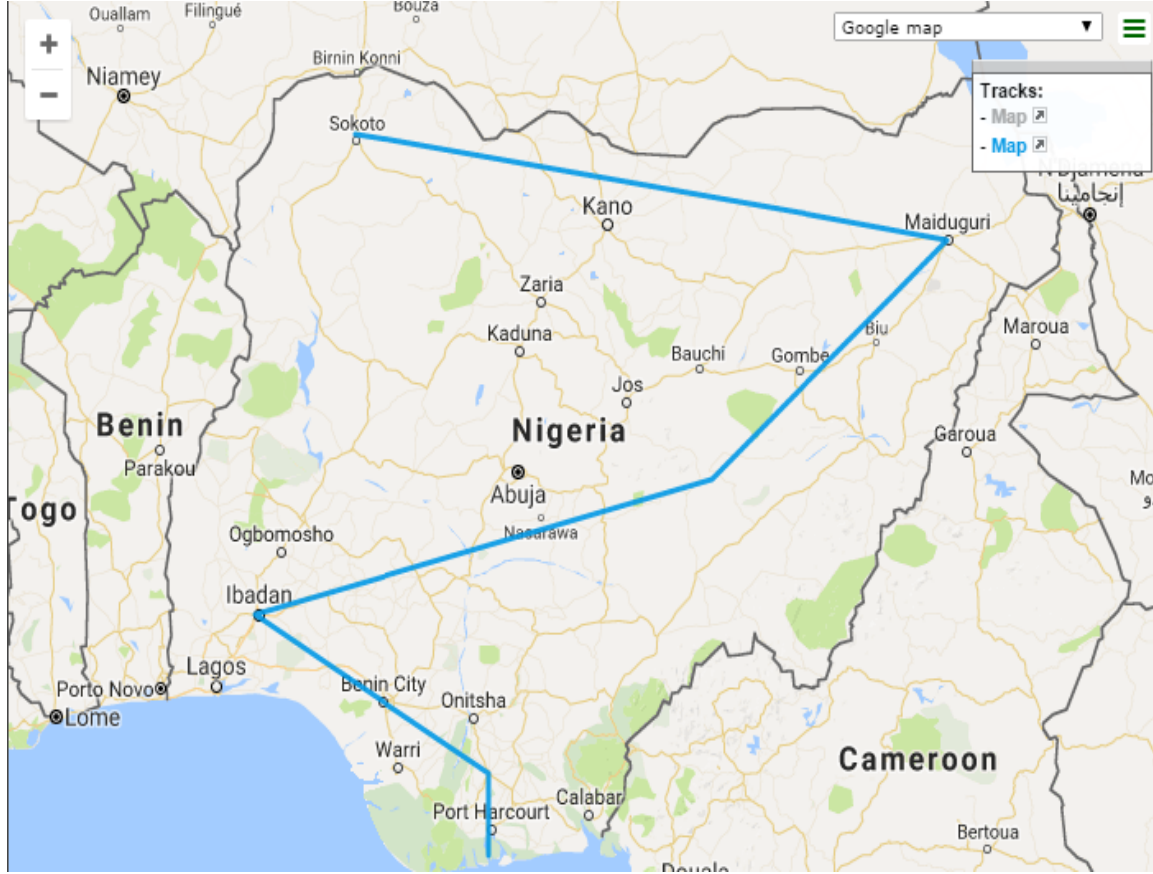 Ouallam
Filingué
Bouza
Google map
+
−
Niamey
Birnin Konni
Tracks:
- Map
- Map
Sokoto
N'Djamena
إنجامينا
Kano
Maiduguri
Zaria
Kaduna
Biu
Maroua
Bauchi
Gombe
Jos
Benin
Nigeria
Garoua
Parakou
Abuja
Mo
Togo
Nasarawa
Ogbomosho
Ibadan
Lagos
Porto Novo
Benin City
Onitsha
Lome
Warri
Cameroon
Calabar
Port Harcourt
Bertoua
Douala